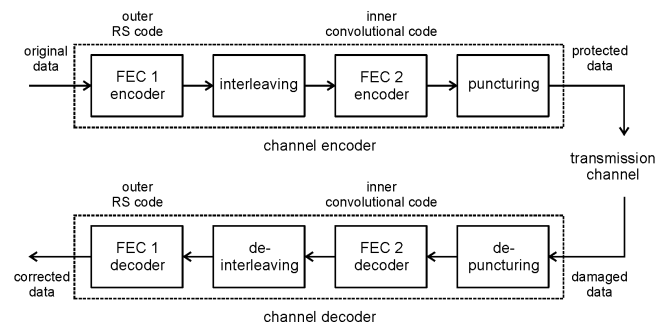 outer
RS code
inner
convolutional code
original
data
FEC 1
encoder
interleaving
FEC 2
encoder
puncturing
protected
data
channel encoder
transmission
channel
outer
RS code
inner
convolutional code
FEC 1
decoder
de-
interleaving
FEC 2
decoder
de-
puncturing
corrected
data
damaged
data
channel decoder